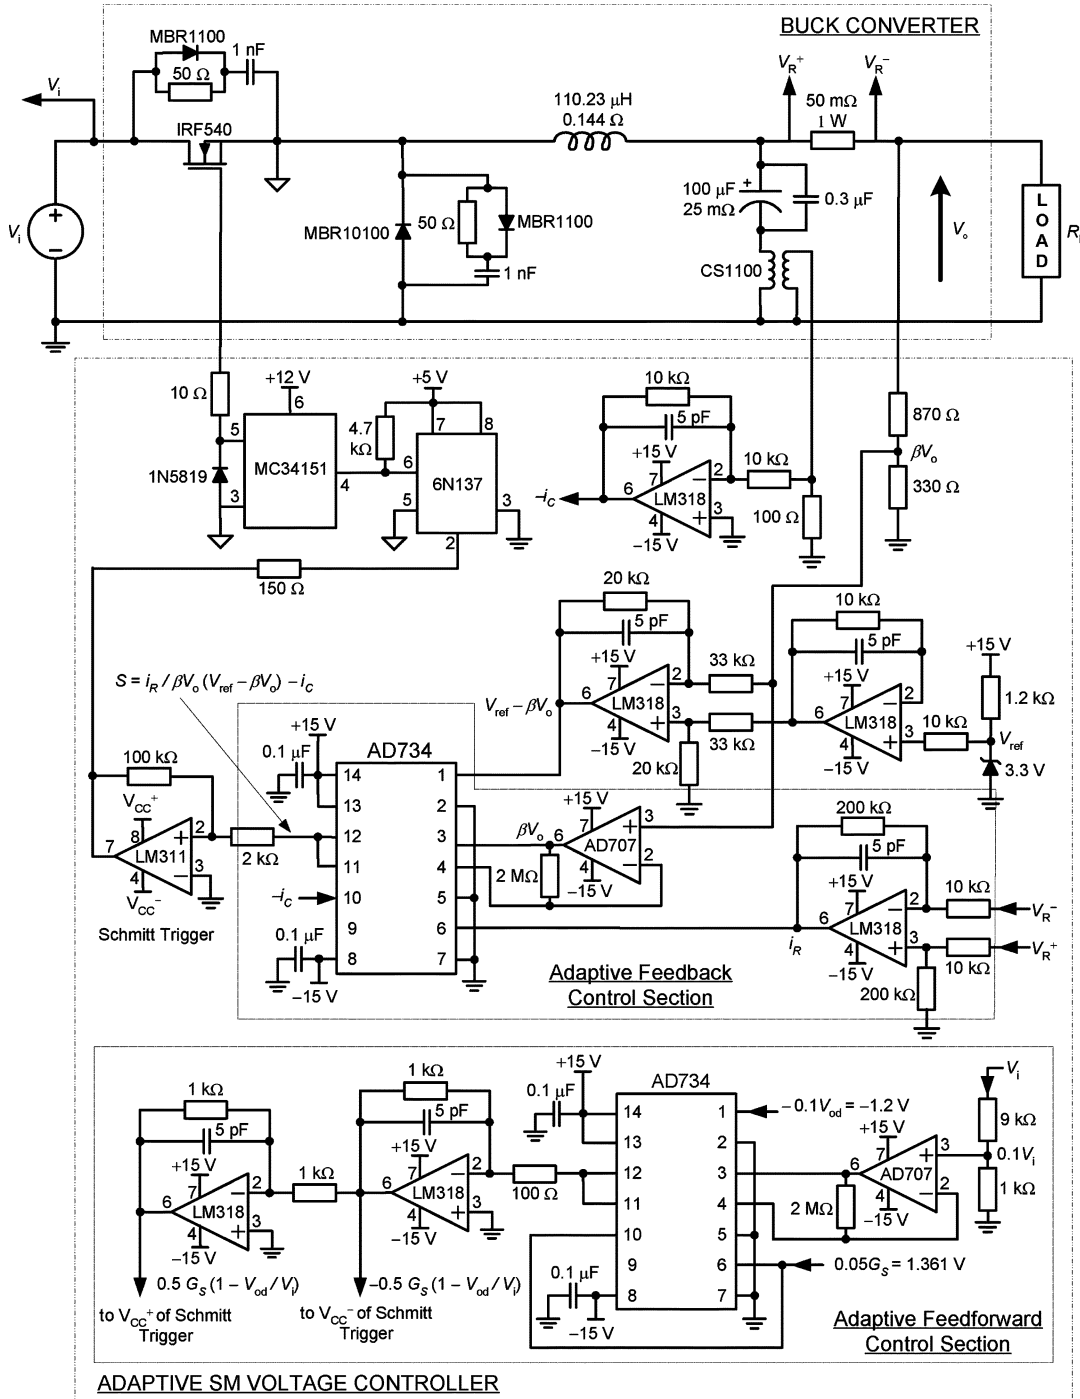 BUCK CONVERTER
MBR1100
50 Ω
1 nF
Vi
IRF540
110.23 μH
0.144 Ω
VR+
VR−
50 mΩ
1 W
Vi
+
−
MBR10100
50 Ω
MBR1100
1 nF
100 μF
+
25 mΩ
0.3 μF
CS1100
Vo
LOAD
10 Ω
+12 V
6
5
MC34151
4
3
1N5819
+5 V
4.7
kΩ
7
8
6
6N137
5
3
2
150 Ω
10 kΩ
5 pF
+15 V
7
2
−
6
LM318
−iC
4
+
3
−15 V
10 kΩ
100 Ω
870 Ω
βVo
330 Ω
20 kΩ
5 pF
+15 V
7
2
−
33 kΩ
Vref − βVo
6
LM318
4
+
3
33 kΩ
−15 V
20 kΩ
10 kΩ
5 pF
+15 V
7
2
−
6
LM318
4
+
3
−15 V
10 kΩ
+15 V
1.2 kΩ
Vref
3.3 V
S = iR / βVo (Vref − βVo) − iC
100 kΩ
VCC+
8
+
2
7
LM311
4
−
3
VCC−
2 kΩ
Schmitt Trigger
+15 V
0.1 μF
AD734
14
13
12
11
10
9
8
1
2
3
4
5
6
7
−iC
0.1 μF
−15 V
βVo
+15 V
7
+
3
6
AD707
4
−
2
−15 V
2 MΩ
200 kΩ
5 pF
+15 V
7
2
−
6
LM318
iR
4
+
3
−15 V
10 kΩ
VR−
10 kΩ
VR+
200 kΩ
Adaptive Feedback
Control Section
1 kΩ
5 pF
+15 V
7
−
2
6
LM318
4
+
3
−15 V
1 kΩ
1 kΩ
5 pF
+15 V
7
−
2
6
LM318
4
+
3
−15 V
100 Ω
0.5 GS (1 − Vod / Vi)
to VCC+ of Schmitt
Trigger
−0.5 GS (1 − Vod / Vi)
to VCC− of Schmitt
Trigger
+15 V
0.1 μF
AD734
14
13
12
11
10
9
8
1
2
3
4
5
6
7
0.1 μF
−15 V
−0.1Vod = −1.2 V
+15 V
7
+
3
6
AD707
4
−
2
−15 V
2 MΩ
Vi
9 kΩ
0.1Vi
1 kΩ
0.05GS = 1.361 V
Adaptive Feedforward
Control Section
ADAPTIVE SM VOLTAGE CONTROLLER